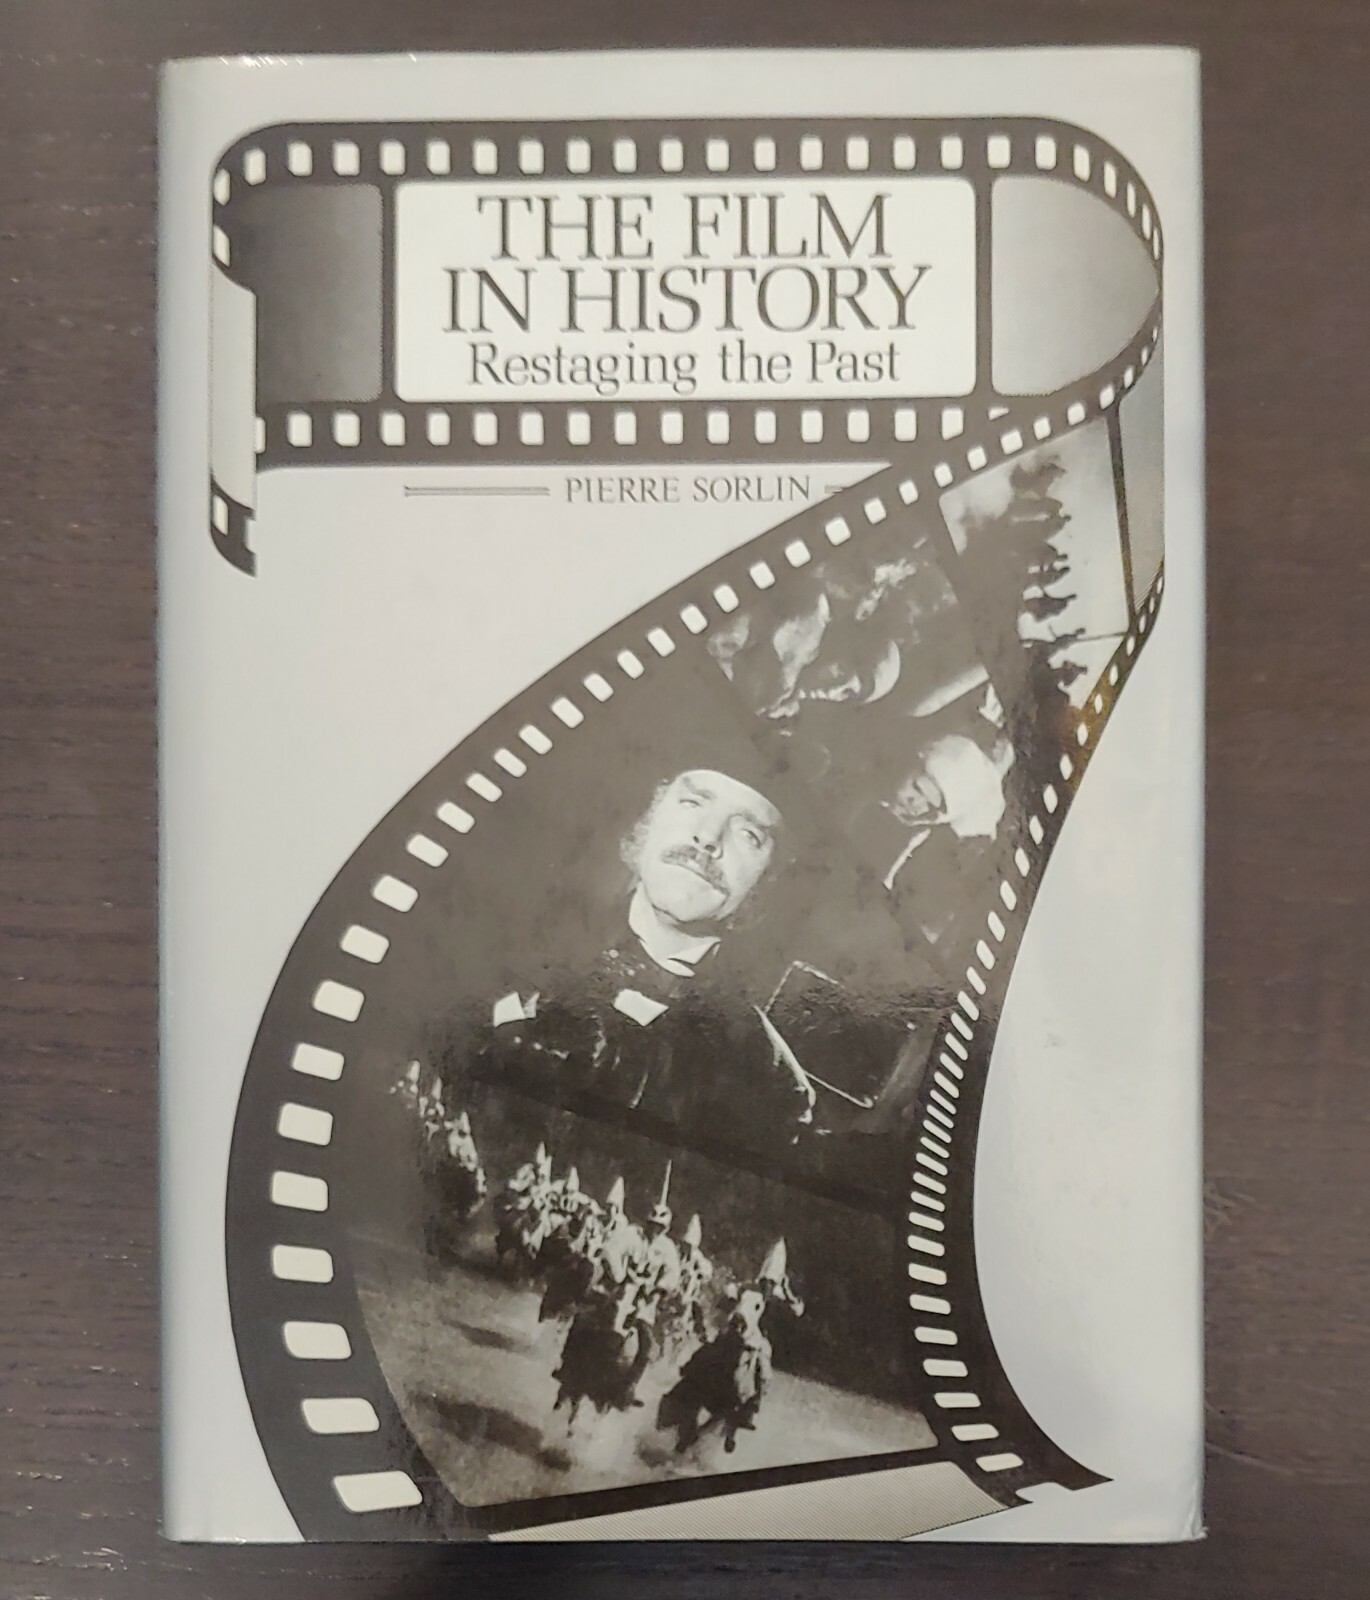 THE FILM
IN HISTORY
Restaging the Past
PIERRE SORLIN